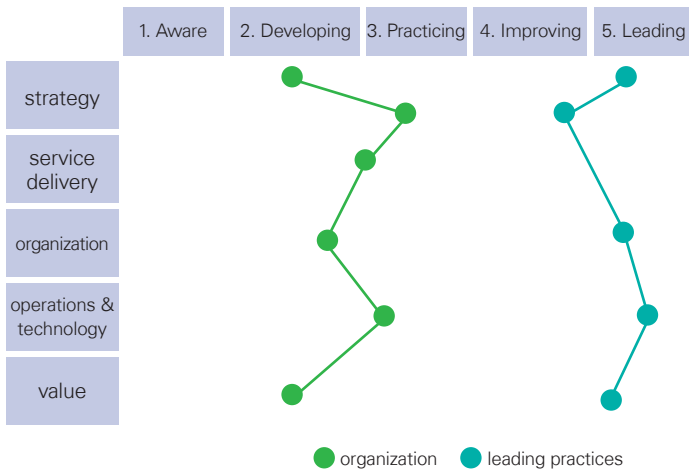 1. Aware
2. Developing
3. Practicing
4. Improving
5. Leading
strategy
service
delivery
organization
operations &
technology
value
organization
leading practices